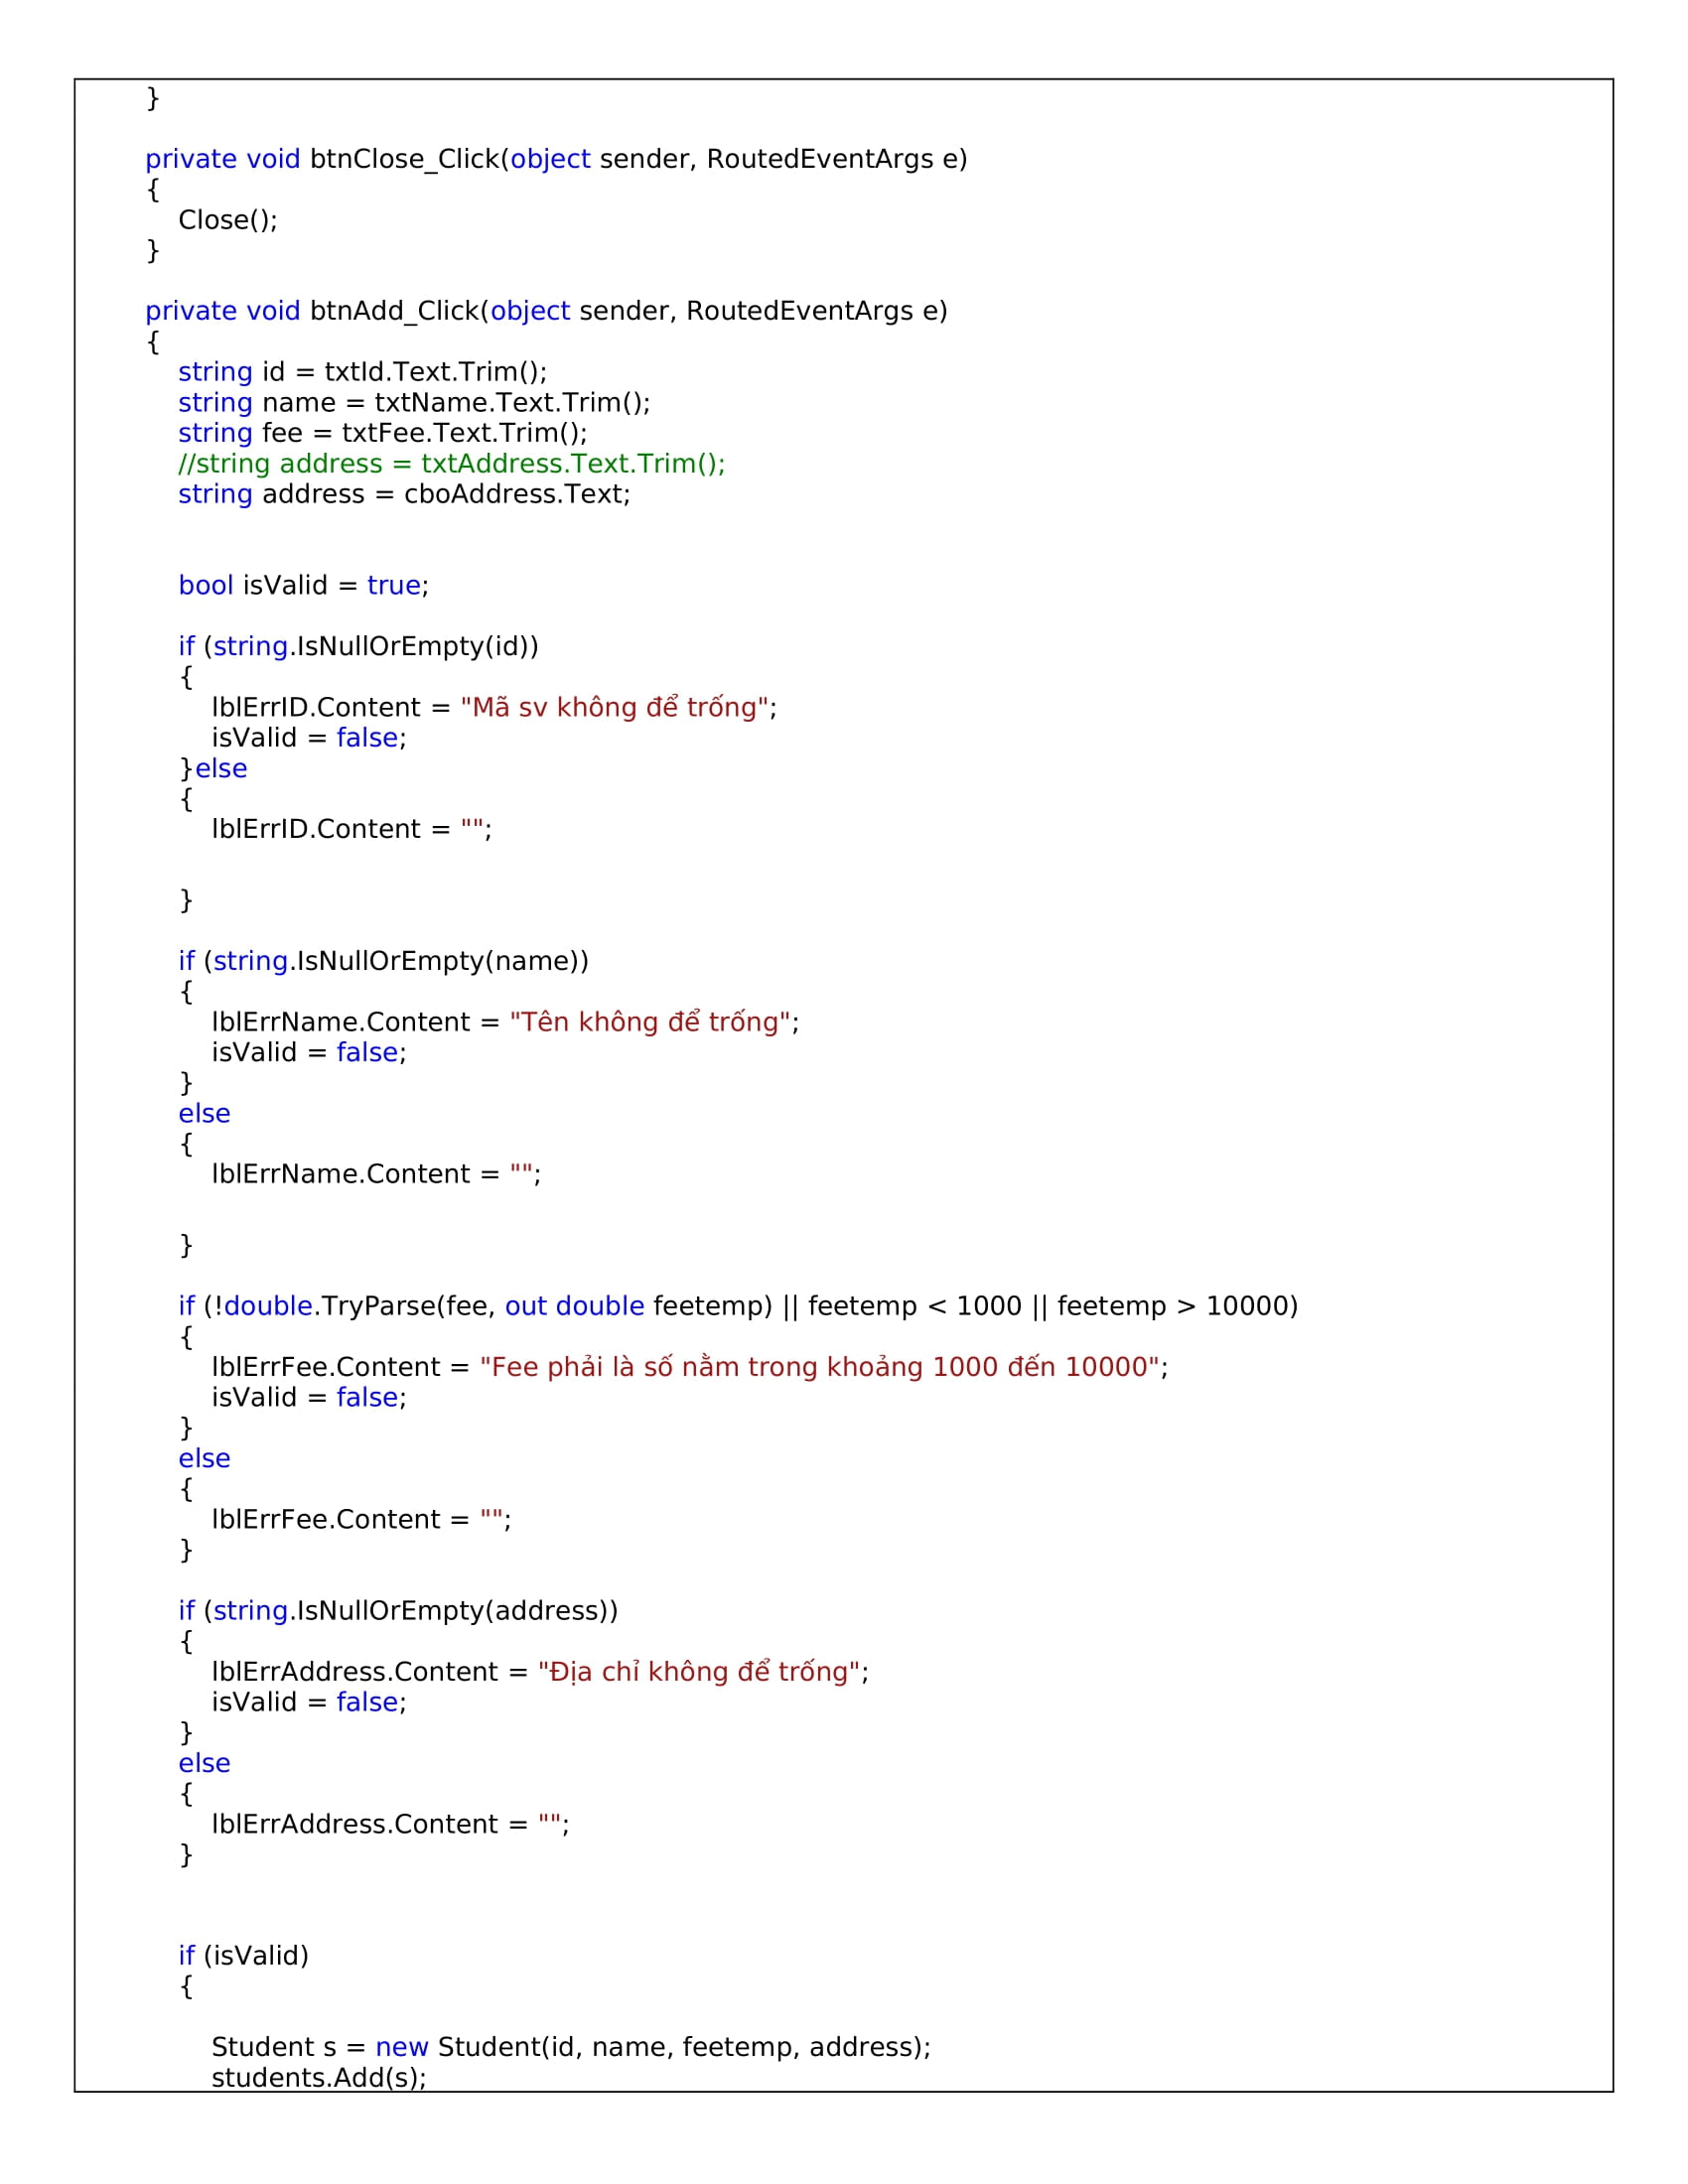 }
private void btnClose_Click(object sender, RoutedEventArgs e)
{
Close();
}
private void btnAdd_Click(object sender, RoutedEventArgs e)
{
string id = txtId.Text.Trim();
string name = txtName.Text.Trim();
string fee = txtFee.Text.Trim();
//string address = txtAddress.Text.Trim();
string address = cboAddress.Text;
bool isValid = true;
if (string.IsNullOrEmpty(id))
{
lblErrID.Content = "Mã sv không để trống";
isValid = false;
}else
{
lblErrID.Content = "";
}
if (string.IsNullOrEmpty(name))
{
lblErrName.Content = "Tên không để trống";
isValid = false;
}
else
{
lblErrName.Content = "";
}
if (!double.TryParse(fee, out double feetemp) || feetemp < 1000 || feetemp > 10000)
{
lblErrFee.Content = "Fee phải là số nằm trong khoảng 1000 đến 10000";
isValid = false;
}
else
{
lblErrFee.Content = "";
}
if (string.IsNullOrEmpty(address))
{
lblErrAddress.Content = "Địa chỉ không để trống";
isValid = false;
}
else
{
lblErrAddress.Content = "";
}
if (isValid)
{
Student s = new Student(id, name, feetemp, address);
students.Add(s);